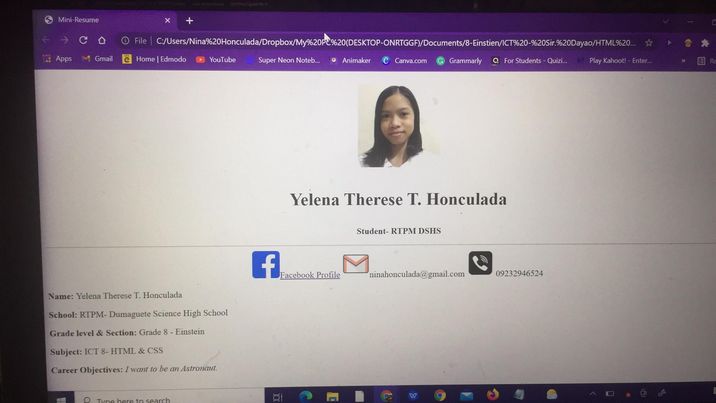 Mini-Resume
File | C:/Users/Nina%20Honculada/Dropbox/My%20PC%20(DESKTOP-ONRTGGF)/Documents/8-Einstien/ICT%20-%20Sir.%20Dayao/HTML%20...
Apps Gmail Home | Edmodo YouTube Super Neon Noteb... Animaker Canva.com Grammarly For Students - Quizi... Play Kahoot! - Enter... »
Yelena Therese T. Honculada
Student- RTPM DSHS
Facebook Profile ninahonculada@gmail.com 09232946524
Name: Yelena Therese T. Honculada
School: RTPM- Dumaguete Science High School
Grade level & Section: Grade 8 - Einstein
Subject: ICT 8- HTML & CSS
Career Objectives: I want to be an Astronaut.
Type here to search